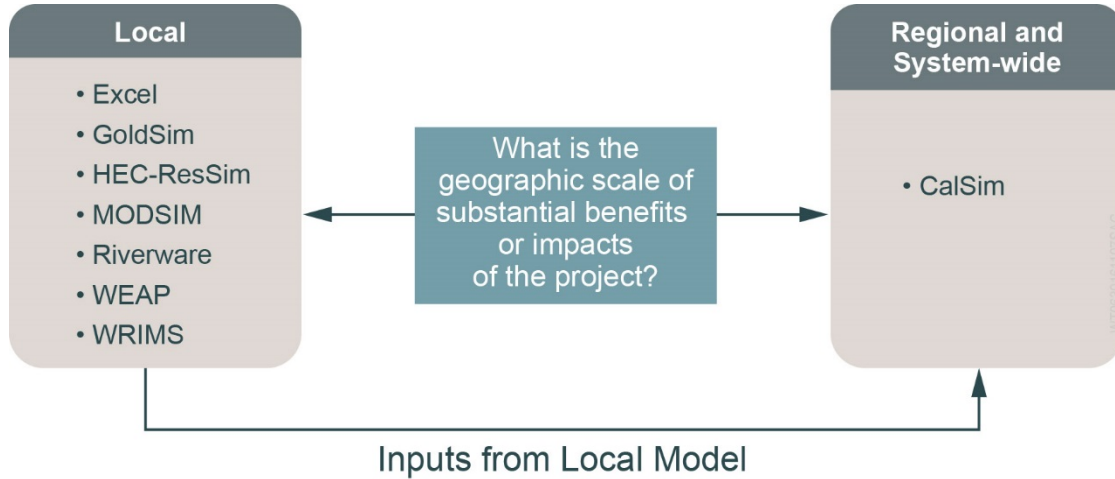 Local
• Excel
• GoldSim
• HEC-ResSim
• MODSIM
• Riverware
• WEAP
• WRIMS
What is the
geographic scale of
substantial benefits
or impacts
of the project?
Regional and
System-wide
• CalSim
Inputs from Local Model